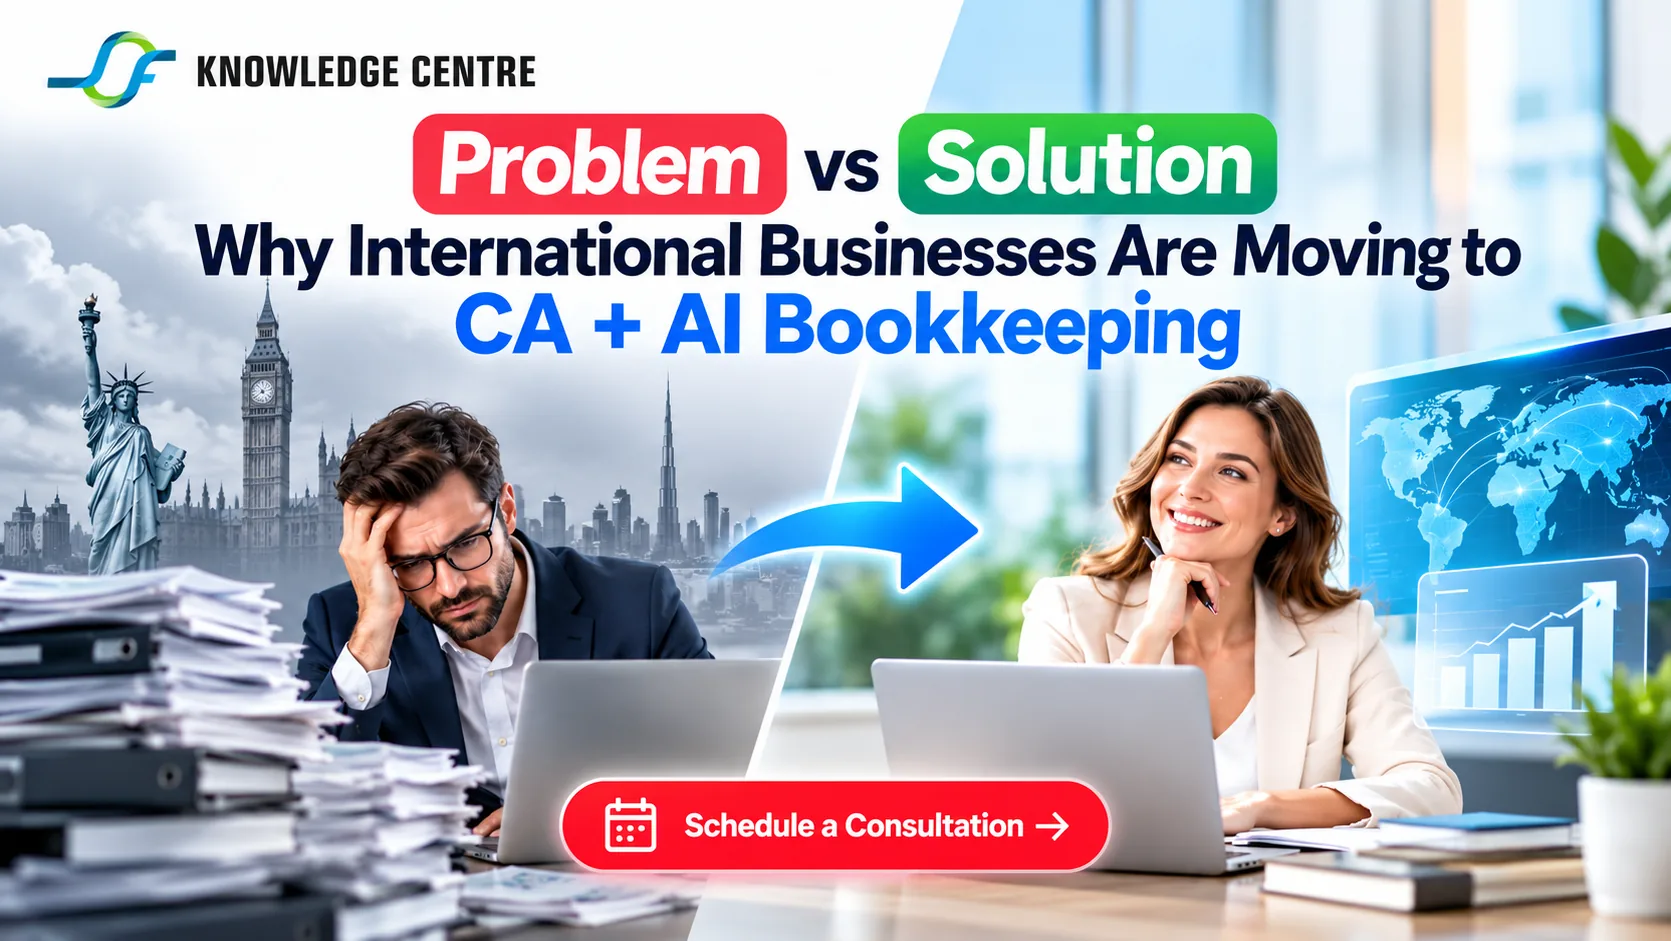 KNOWLEDGE CENTRE
Problem vs Solution
Why International Businesses Are Moving to
CA + AI Bookkeeping
Schedule a Consultation →